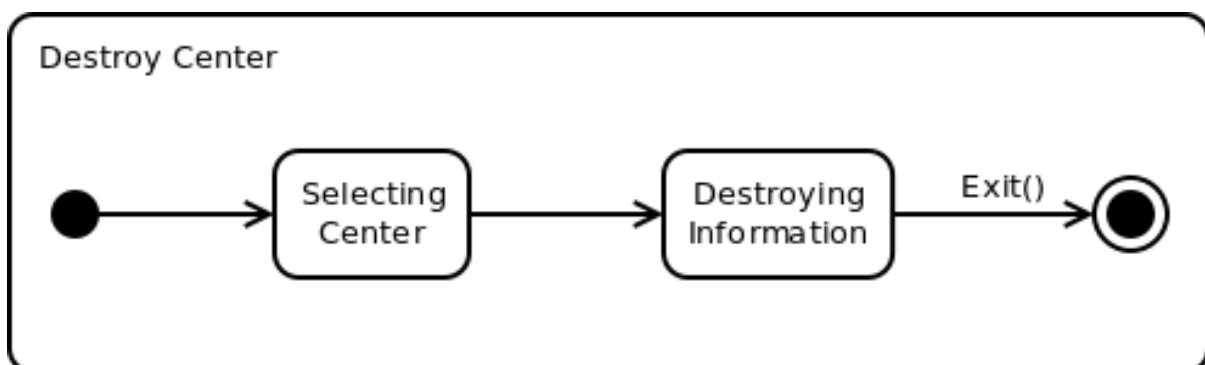 Destroy Center
Selecting
Center
Destroying
Information
Exit()